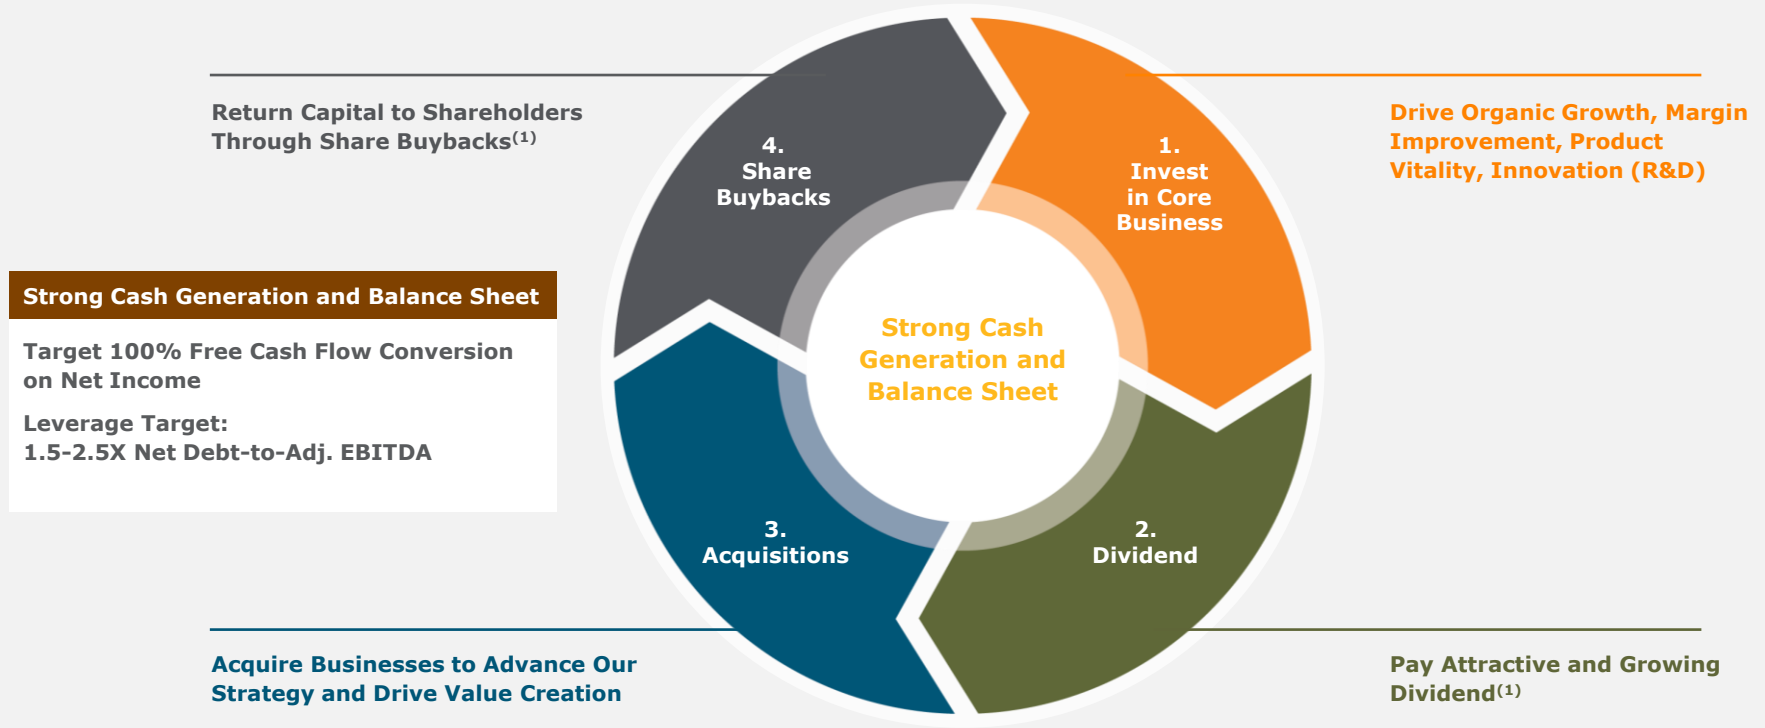 Return Capital to Shareholders
Through Share Buybacks(1)
4.
Share
Buybacks
1.
Invest
in Core
Business
Drive Organic Growth, Margin
Improvement, Product
Vitality, Innovation (R&D)
Strong Cash Generation and Balance Sheet
Target 100% Free Cash Flow Conversion
on Net Income
Leverage Target:
1.5-2.5X Net Debt-to-Adj. EBITDA
Strong Cash
Generation and
Balance Sheet
3.
Acquisitions
2.
Dividend
Acquire Businesses to Advance Our
Strategy and Drive Value Creation
Pay Attractive and Growing
Dividend(1)